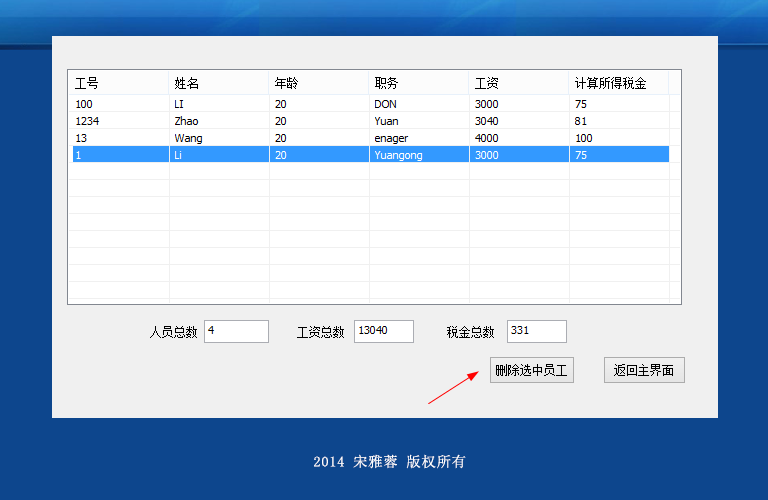 工号 姓名 年龄 职务 工资 计算所得税金
100 LI 20 DON 3000 75
1234 Zhao 20 Yuan 3040 81
13 Wang 20 enager 4000 100
1 Li 20 Yuangong 3000 75
人员总数 4 工资总数 13040 税金总数 331
删除选中员工 返回主界面
2014 宋雅蓉 版权所有